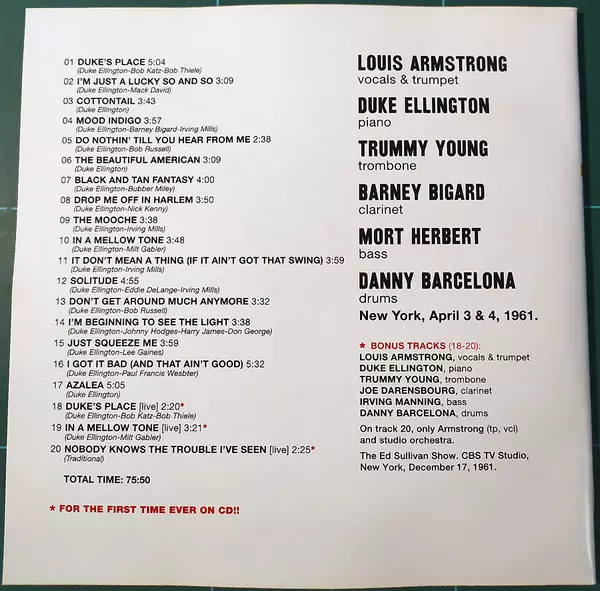 01 DUKE'S PLACE 5:04
(Duke Ellington-Bob Katz-Bob Thiele)
02 I'M JUST A LUCKY SO AND SO 3:09
(Duke Ellington-Mack David)
03 COTTONTAIL 3:43
(Duke Ellington)
04 MOOD INDIGO 3:57
(Duke Ellington-Barney Bigard-Irving Mills)
05 DO NOTHIN' TILL YOU HEAR FROM ME 2:38
(Duke Ellington-Bob Russell)
06 THE BEAUTIFUL AMERICAN 3:09
(Duke Ellington)
07 BLACK AND TAN FANTASY 4:00
(Duke Ellington-Bubber Miley)
08 DROP ME OFF IN HARLEM 3:50
(Duke Ellington-Nick Kenny)
09 THE MOOCHE 3:38
(Duke Ellington-Irving Mills)
10 IN A MELLOW TONE 3:48
(Duke Ellington-Milt Gabler)
11 IT DON'T MEAN A THING (IF IT AIN'T GOT THAT SWING) 3:59
(Duke Ellington-Irving Mills)
12 SOLITUDE 4:55
(Duke Ellington-Eddie DeLange-Irving Mills)
13 DON'T GET AROUND MUCH ANYMORE 3:32
(Duke Ellington-Bob Russell)
14 I'M BEGINNING TO SEE THE LIGHT 3:38
(Duke Ellington-Johnny Hodges-Harry James-Don George)
15 JUST SQUEEZE ME 3:59
(Duke Ellington-Lee Gaines)
16 I GOT IT BAD (AND THAT AIN'T GOOD) 5:32
(Duke Ellington-Paul Francis Wesbter)
17 AZALEA 5:05
(Duke Ellington)
18 DUKE'S PLACE [live] 2:20*
(Duke Ellington-Bob Katz-Bob Thiele)
19 IN A MELLOW TONE [live] 3:21*
(Duke Ellington-Milt Gabler)
20 NOBODY KNOWS THE TROUBLE I'VE SEEN [live] 2:25*
(Traditional)
TOTAL TIME: 75:50
* FOR THE FIRST TIME EVER ON CD!!
LOUIS ARMSTRONG
vocals & trumpet
DUKE ELLINGTON
piano
TRUMMY YOUNG
trombone
BARNEY BIGARD
clarinet
MORT HERBERT
bass
DANNY BARCELONA
drums
New York, April 3 & 4, 1961.
* BONUS TRACKS (18-20):
LOUIS ARMSTRONG, vocals & trumpet
DUKE ELLINGTON, piano
TRUMMY YOUNG, trombone
JOE DARENSBOURG, clarinet
IRVING MANNING, bass
DANNY BARCELONA, drums
On track 20, only Armstrong (tp, vcl)
and studio orchestra.
The Ed Sullivan Show. CBS TV Studio,
New York, December 17, 1961.